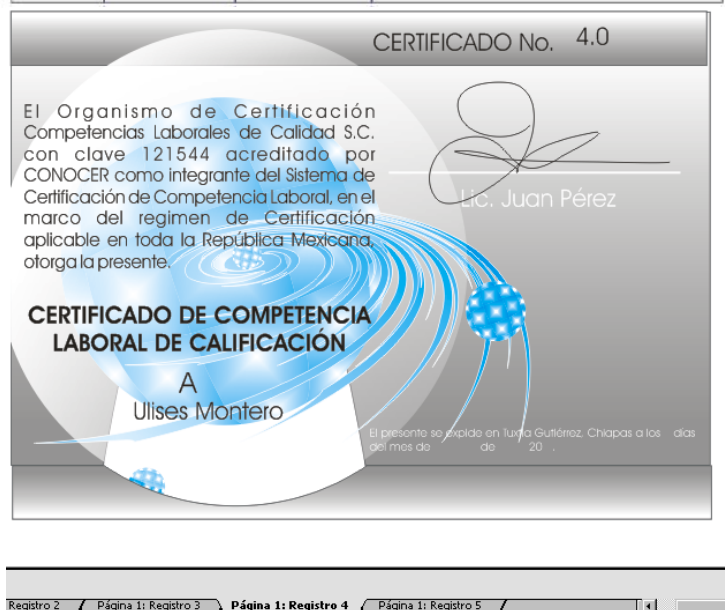 CERTIFICADO No. 4.0
El Organismo de Certificación
Competencias Laborales de Calidad S.C.
con clave 121544 acreditado por
CONOCER como integrante del Sistema de
Certificación de Competencia Laboral, en el
marco del regimen de Certificación
aplicable en toda la República Mexicana,
otorga la presente.
Lic. Juan Pérez
CERTIFICADO DE COMPETENCIA
LABORAL DE CALIFICACIÓN
A
Ulises Montero
El presente se expide en Tuxtla Gutiérrez, Chiapas a los dias
del mes de de 20 .
Registro 2 Página 1: Registro 3 Página 1: Registro 4 Página 1: Registro 5